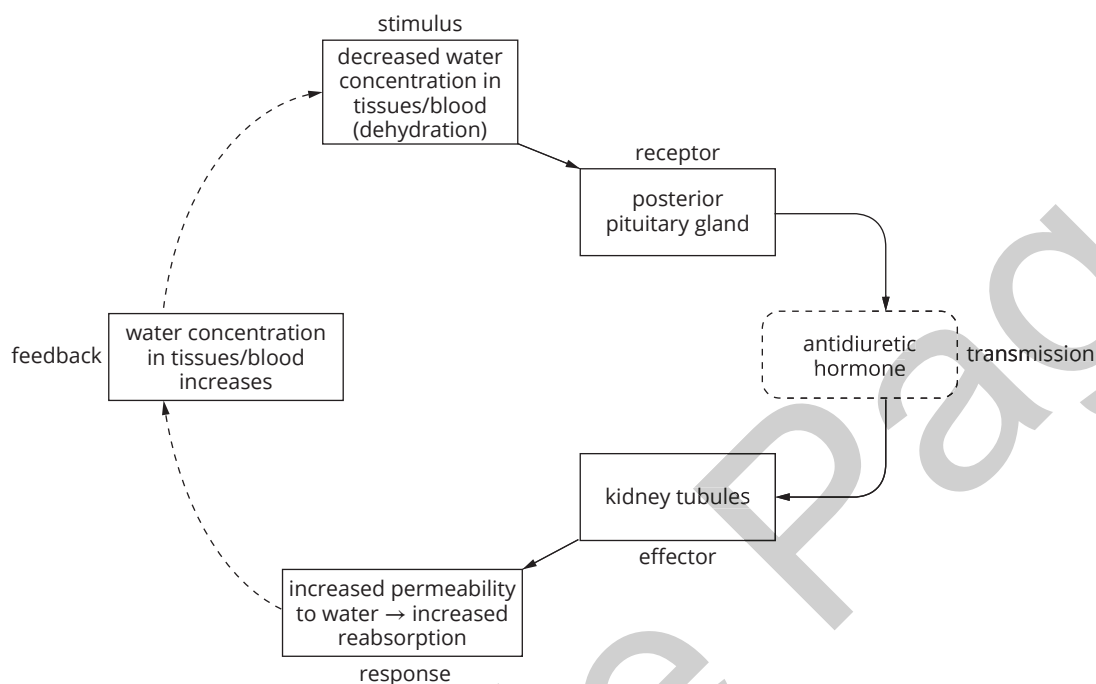 stimulus
decreased water
concentration in
tissues/blood
(dehydration)
receptor
posterior
pituitary gland
antidiuretic
hormone
transmission
feedback
water concentration
in tissues/blood
increases
kidney tubules
effector
increased permeability
to water → increased
reabsorption
response
e Pag